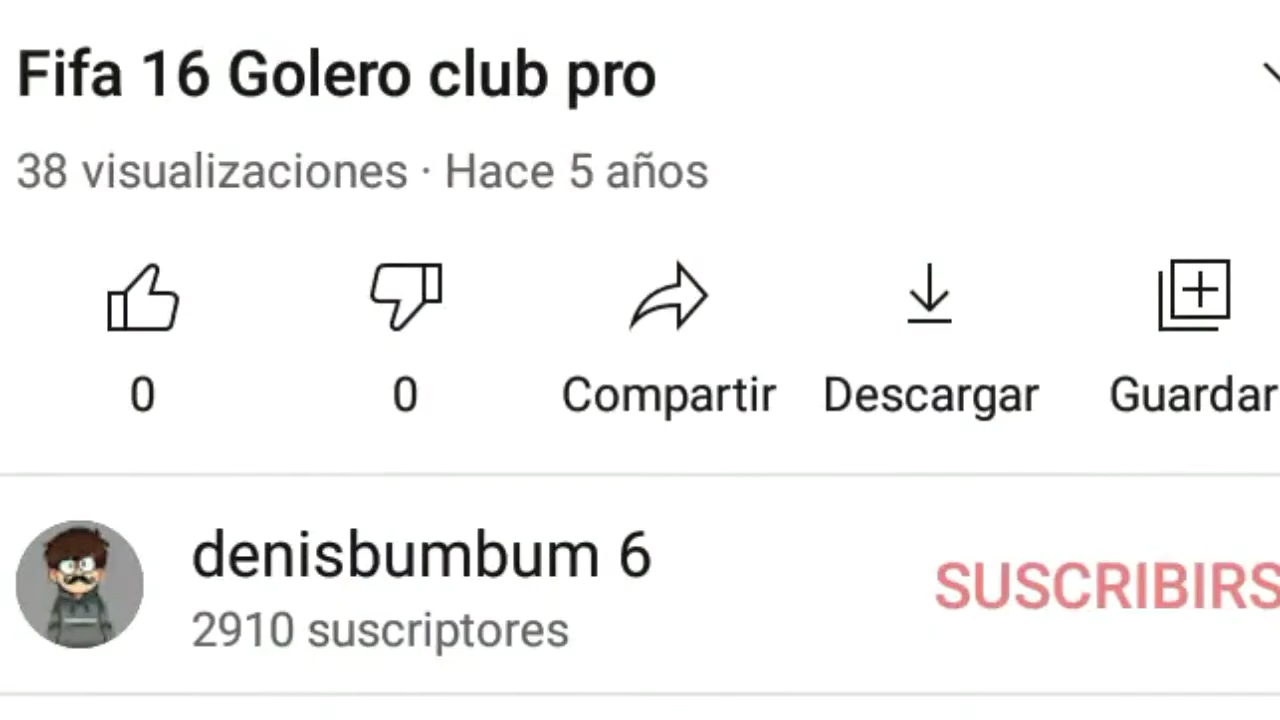 Fifa 16 Golero club pro
38 visualizaciones · Hace 5 años
0 0 Compartir Descargar Guardar
denisbumbum 6
SUSCRIBIRS
2910 suscriptores